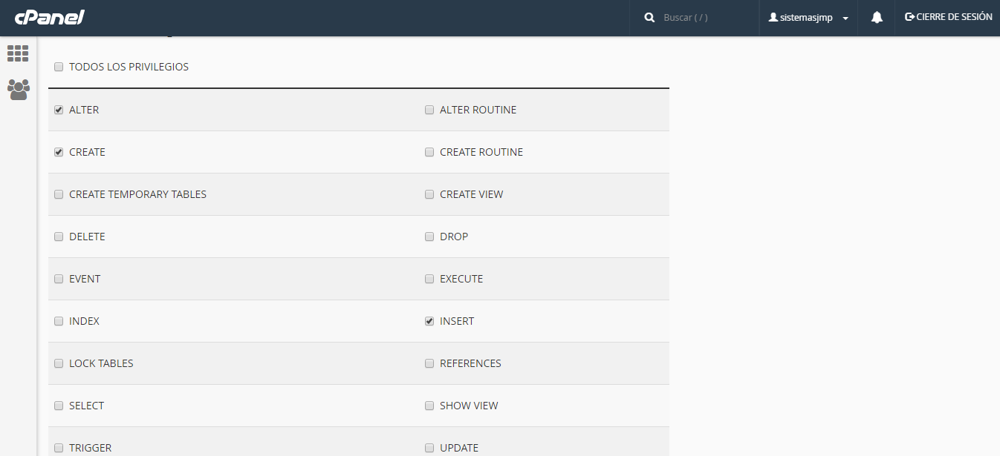 cPanel
Buscar ( / )
sistemasjmp
CIERRE DE SESIÓN
TODOS LOS PRIVILEGIOS
ALTER
ALTER ROUTINE
CREATE
CREATE ROUTINE
CREATE TEMPORARY TABLES
CREATE VIEW
DELETE
DROP
EVENT
EXECUTE
INDEX
INSERT
LOCK TABLES
REFERENCES
SELECT
SHOW VIEW
TRIGGER
UPDATE